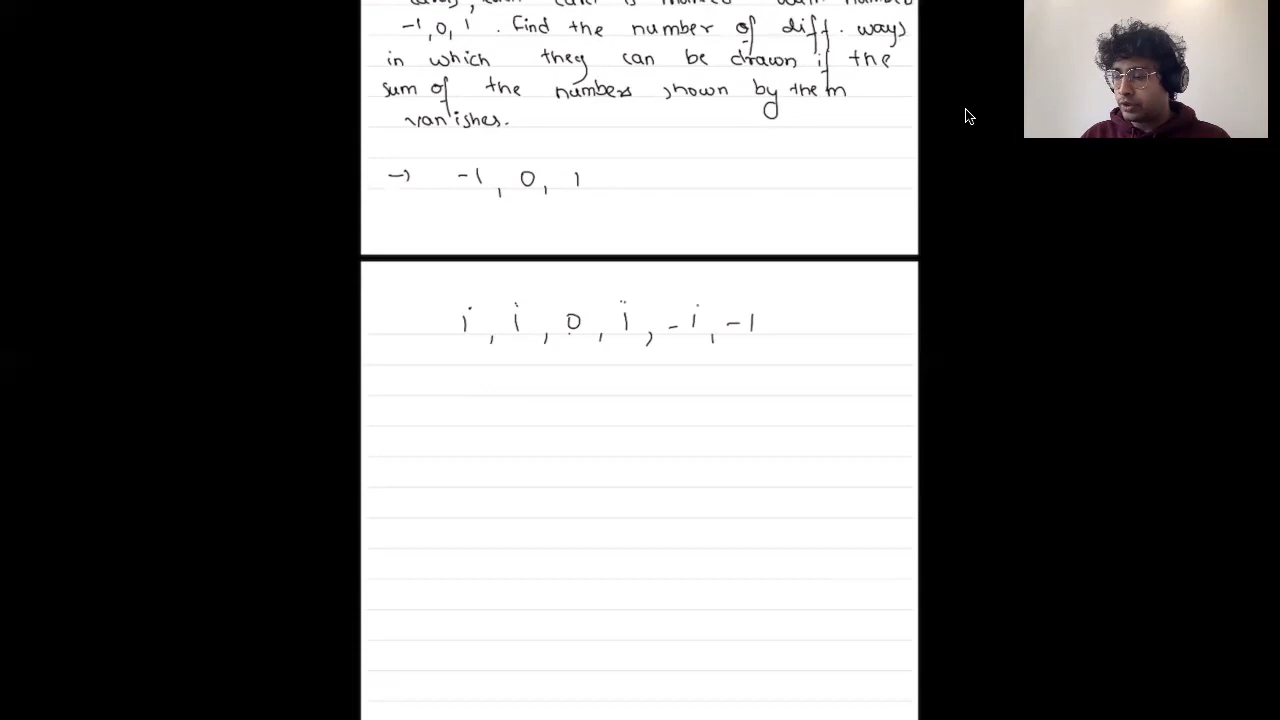 -1, 0, 1 . Find the number of diff. ways
in which they can be drawn if the
sum of the numbers shown by them
vanishes.
→ -1, 0, 1
1, 1, 0, 1, -1, -1